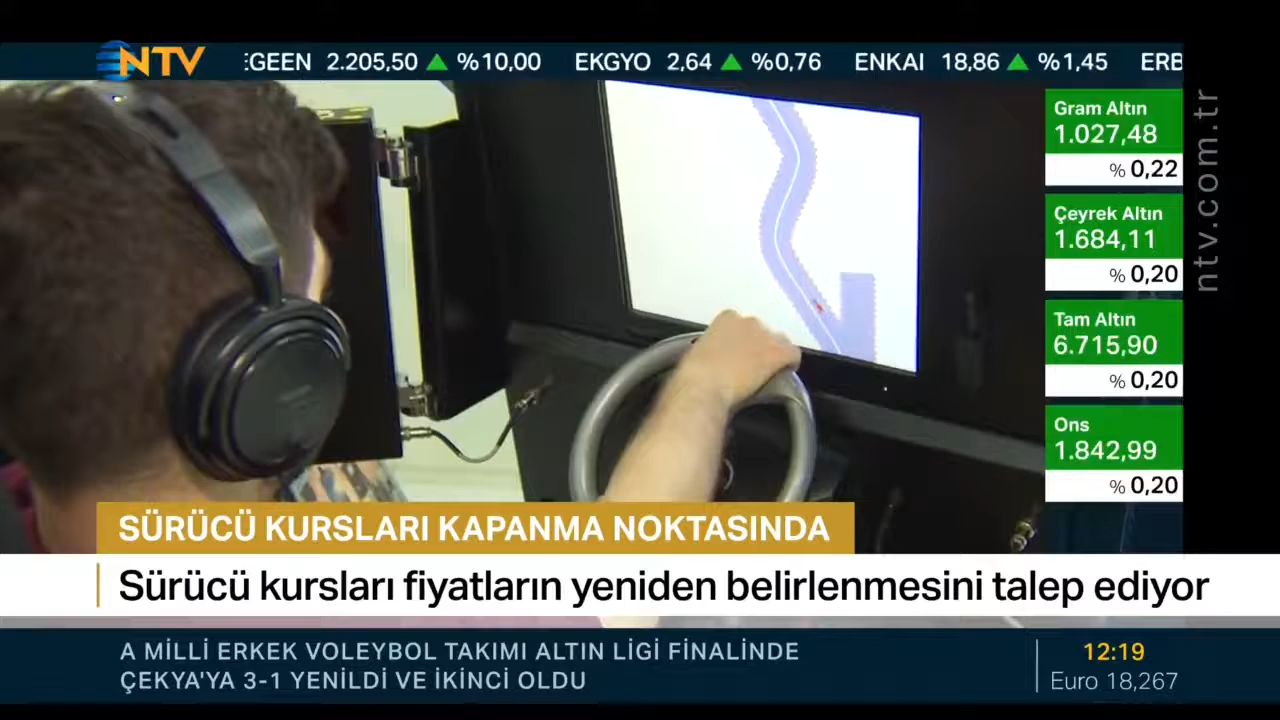 NTV
EGEEN 2.205,50 ▲ %10,00 EKGYO 2,64 ▲ %0,76 ENKAI 18,86 ▲ %1,45 ERB
Gram Altın
1.027,48
% 0,22
Çeyrek Altın
1.684,11
% 0,20
Tam Altın
6.715,90
% 0,20
Ons
1.842,99
% 0,20
ntv.com.tr
SÜRÜCÜ KURSLARI KAPANMA NOKTASINDA
Sürücü kursları fiyatların yeniden belirlenmesini talep ediyor
A MİLLİ ERKEK VOLEYBOL TAKIMI ALTIN LİGİ FİNALİNDE
ÇEKYA'YA 3-1 YENİLDİ VE İKİNCİ OLDU
12:19
Euro 18,267